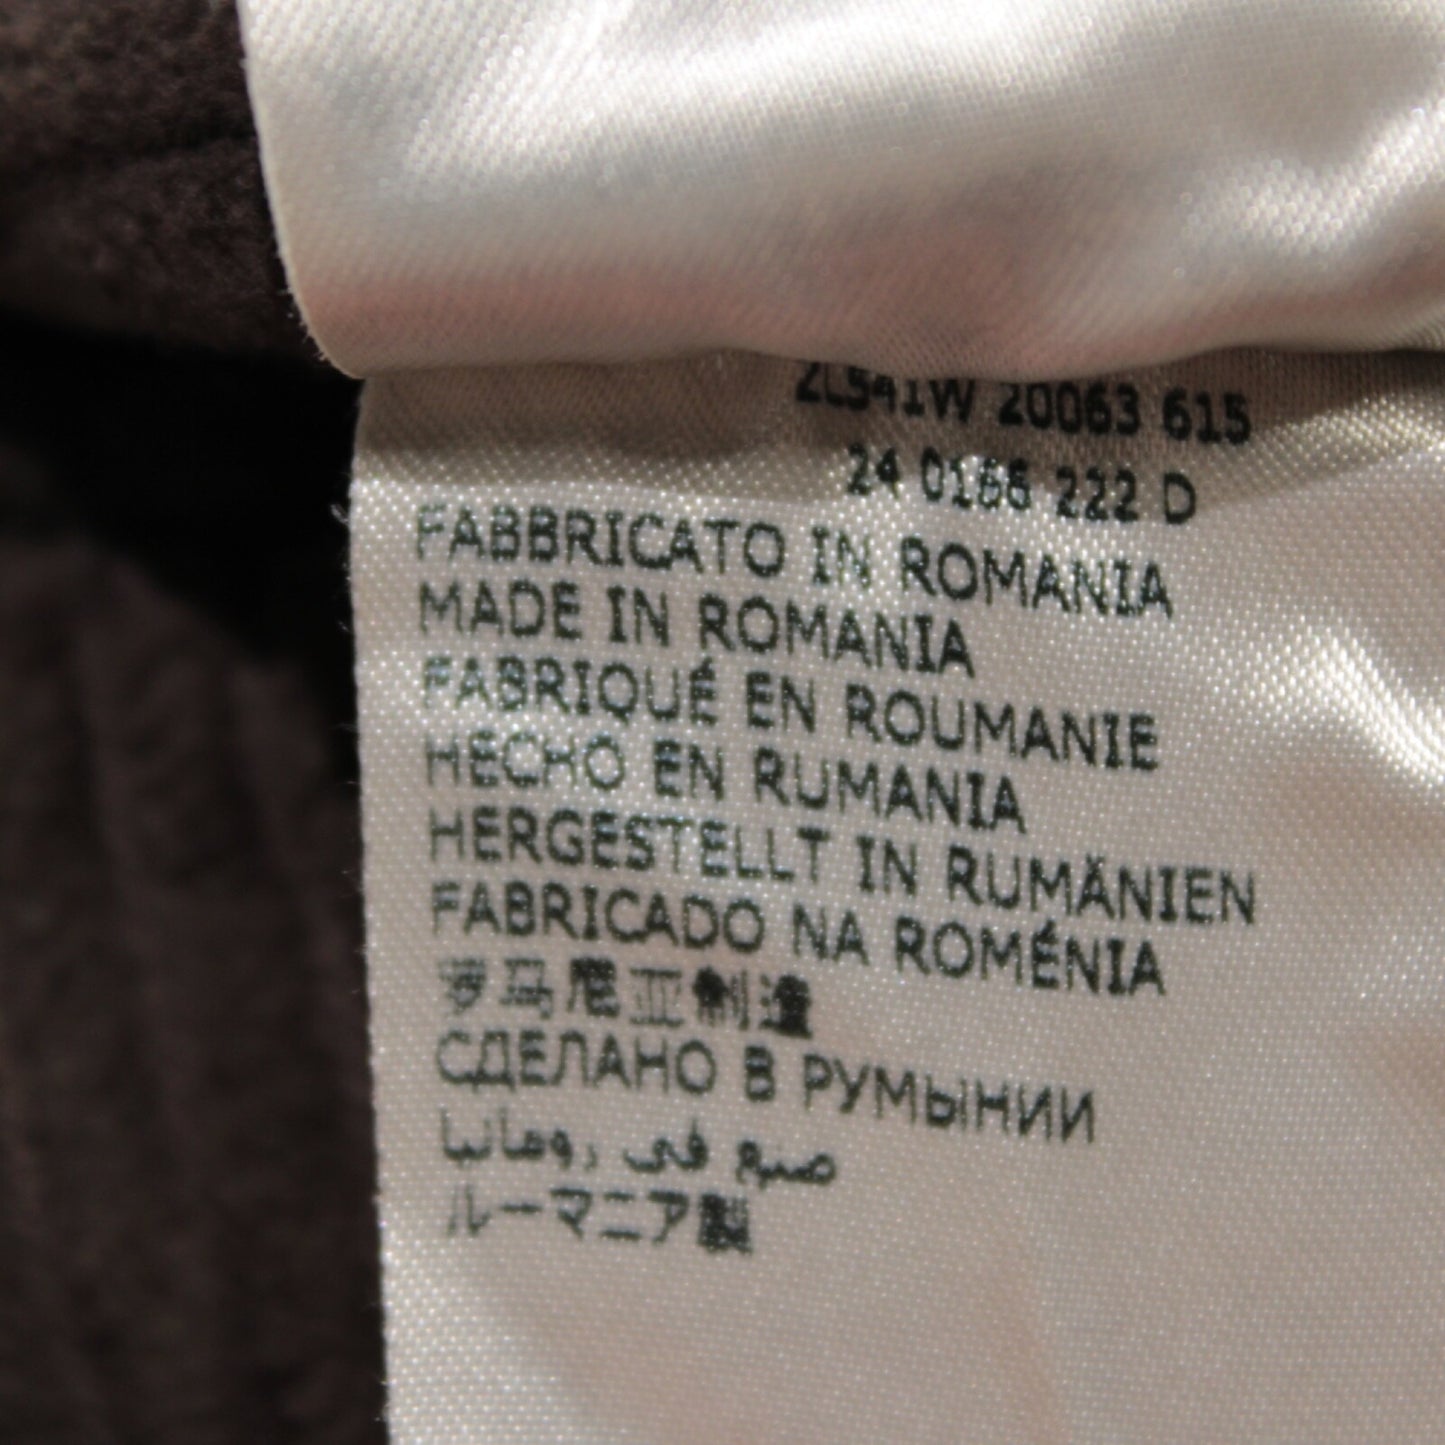 20063 615
24 0166 222 D
FABBRICATO IN ROMANIA
MADE IN ROMANIA
FABRIQUÉ EN ROUMANIE
HECHO EN RUMANIA
HERGESTELLT IN RUMÄNIEN
FABRICADO NA ROMÉNIA
罗马尼亚制造
СДЕЛАНО В РУМЫНИИ
صنع في رومانيا
ルーマニア製